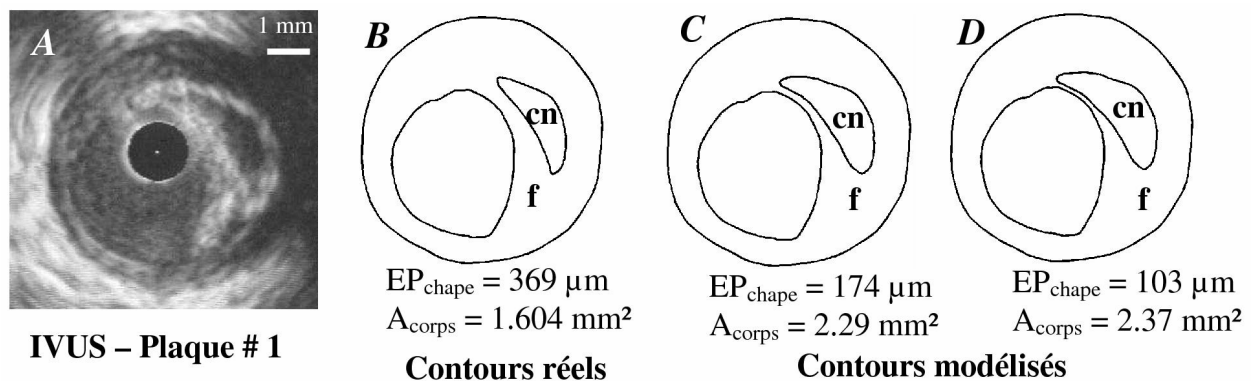 A
1 mm
B
C
D
cn
cn
cn
f
f
f
EPchape = 369 µm
Acorps = 1.604 mm²
EPchape = 174 µm
Acorps = 2.29 mm²
EPchape = 103 µm
Acorps = 2.37 mm²
IVUS – Plaque # 1
Contours réels
Contours modélisés